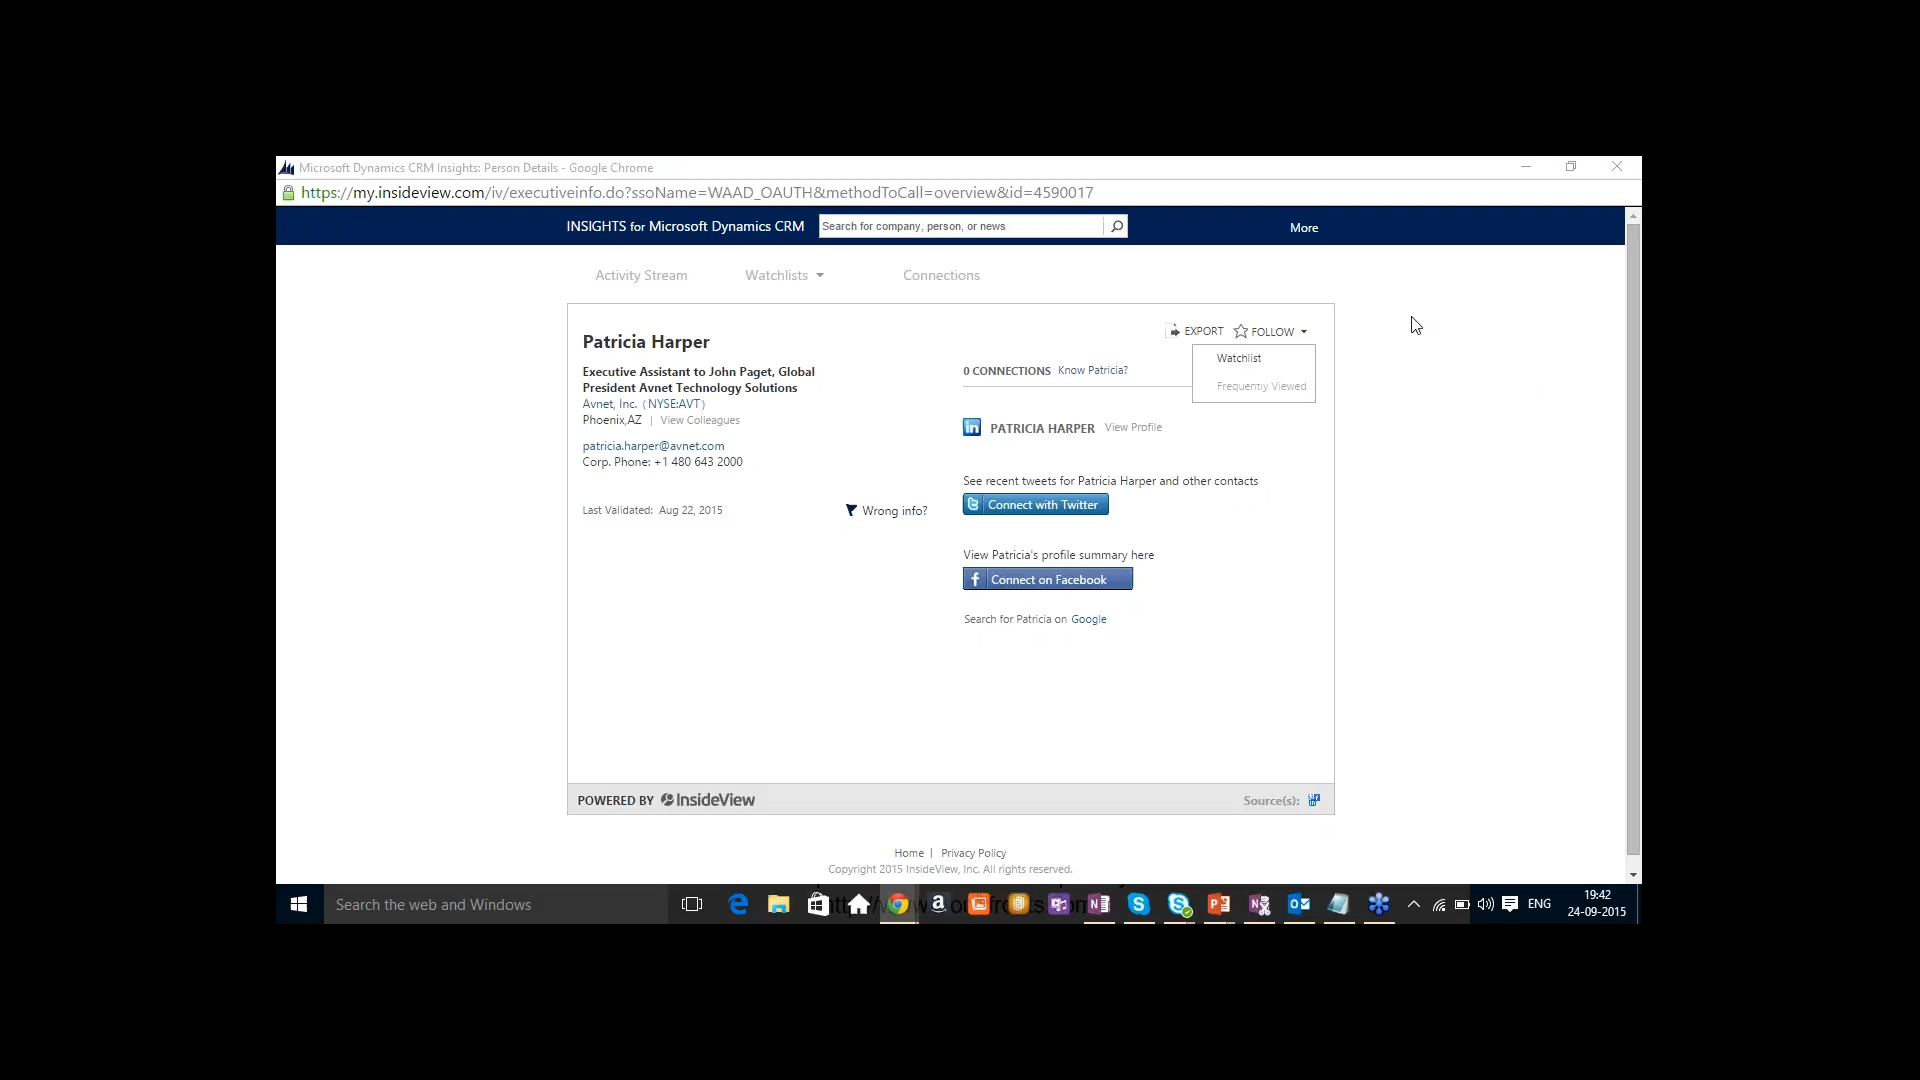 Microsoft Dynamics CRM Insights: Person Details - Google Chrome
https://my.insideview.com/iv/executiveinfo.do?ssoName=WAAD_OAUTH&methodToCall=overview&id=4590017
INSIGHTS for Microsoft Dynamics CRM
Search for company, person, or news
More
Activity Stream
Watchlists
Connections
Patricia Harper
Executive Assistant to John Paget, Global
President Avnet Technology Solutions
Avnet, Inc. (NYSE:AVT)
Phoenix,AZ | View Colleagues
patricia.harper@avnet.com
Corp. Phone: +1 480 643 2000
Last Validated: Aug 22, 2015
Wrong info?
EXPORT
FOLLOW
Watchlist
Frequently Viewed
0 CONNECTIONS Know Patricia?
in PATRICIA HARPER View Profile
See recent tweets for Patricia Harper and other contacts
Connect with Twitter
View Patricia's profile summary here
f Connect on Facebook
Search for Patricia on Google
POWERED BY InsideView
Source(s):
Home | Privacy Policy
Copyright 2015 InsideView, Inc. All rights reserved.
Search the web and Windows
ENG
19:42
24-09-2015